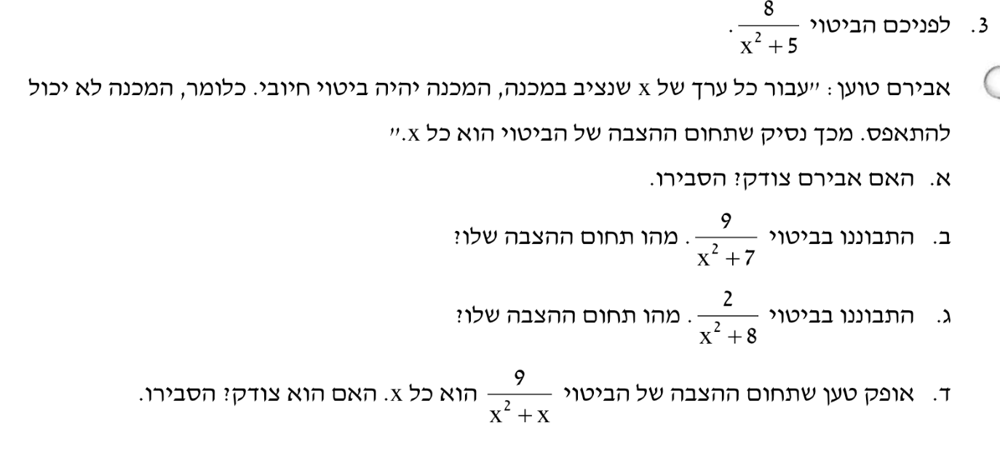 3. לפניכם הביטוי $\frac{8}{x^2+5}$.
אבירם טוען: "עבור כל ערך של x שנציב במכנה, המכנה יהיה ביטוי חיובי. כלומר, המכנה לא יכול
להתאפס. מכך נסיק שתחום ההצבה של הביטוי הוא כל x."
א. האם אבירם צודק? הסבירו.
ב. התבוננו בביטוי $\frac{9}{x^2+7}$. מהו תחום ההצבה שלו?
ג. התבוננו בביטוי $\frac{2}{x^2+8}$. מהו תחום ההצבה שלו?
ד. אופק טען שתחום ההצבה של הביטוי $\frac{9}{x^2+x}$ הוא כל x. האם הוא צודק? הסבירו.